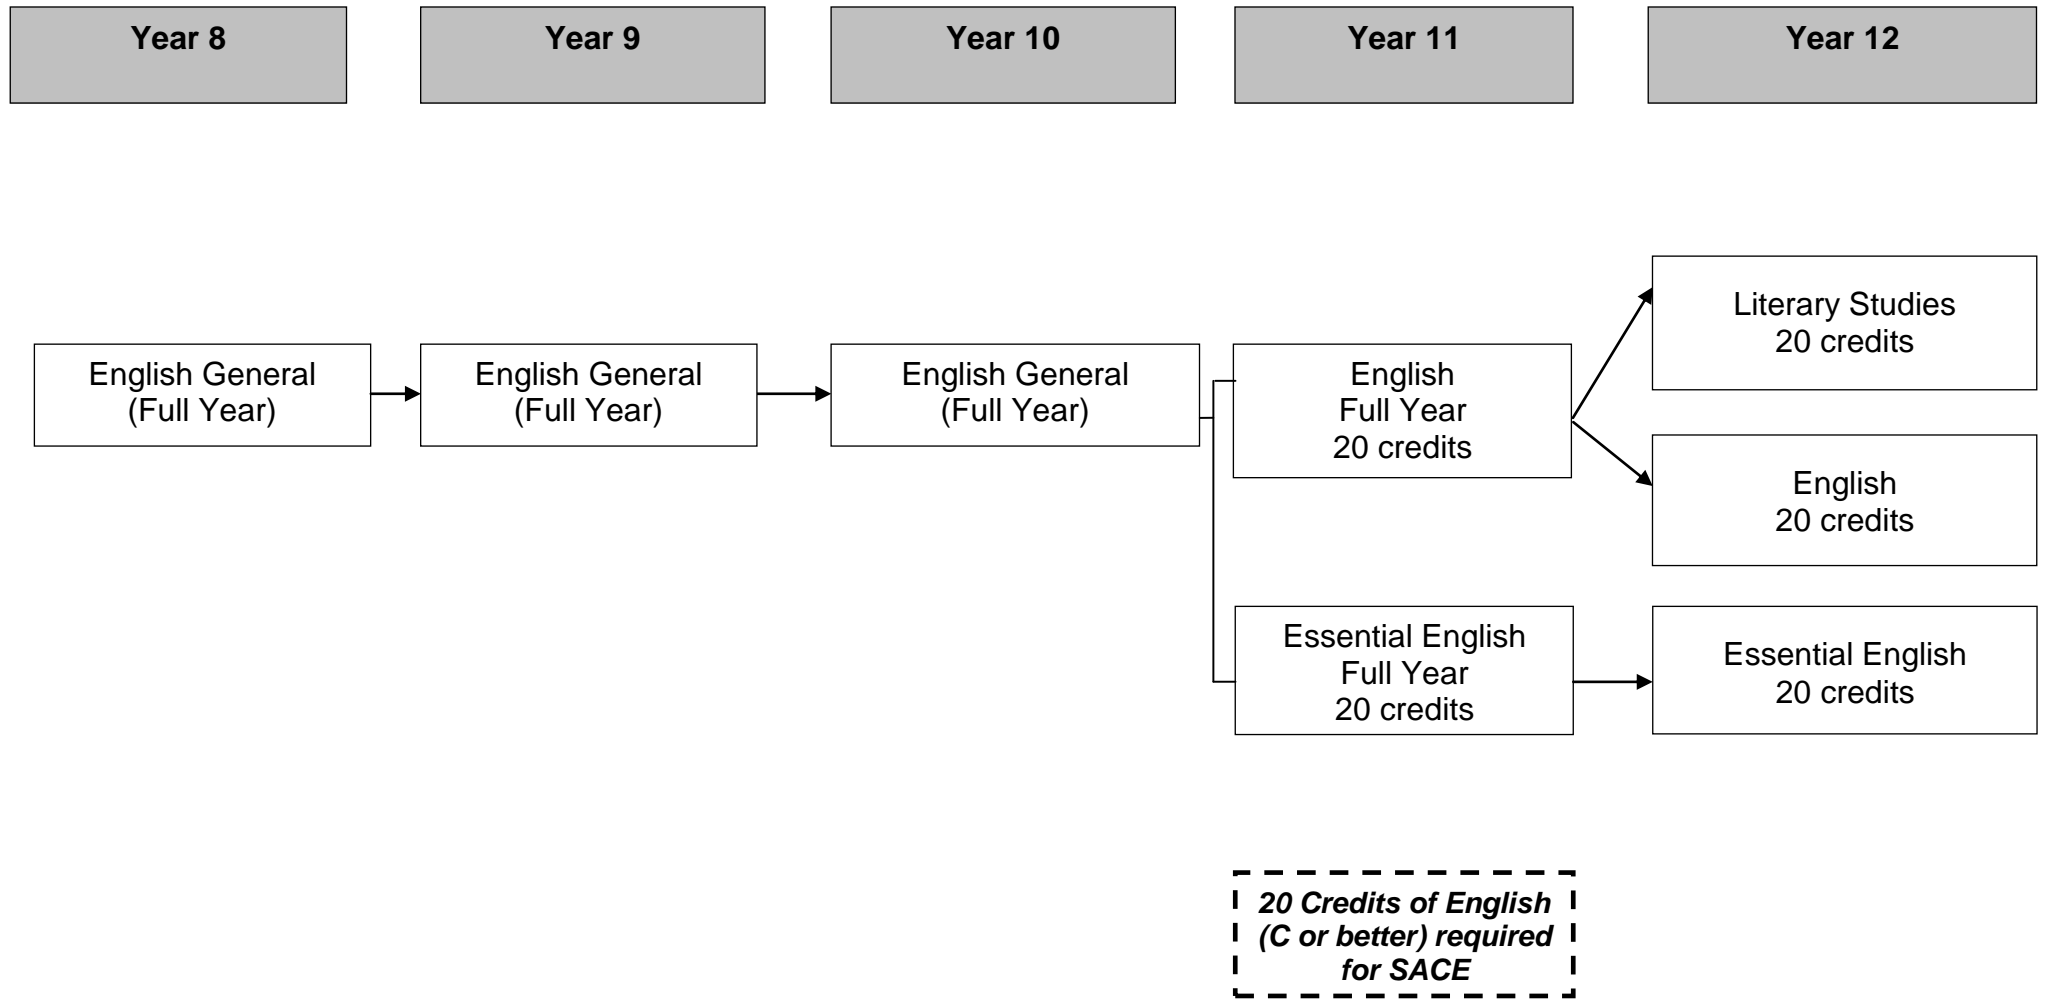 Year 8
Year 9
Year 10
Year 11
Year 12
English General
(Full Year)
English General
(Full Year)
English General
(Full Year)
English
Full Year
20 credits
Essential English
Full Year
20 credits
Literary Studies
20 credits
English
20 credits
Essential English
20 credits
20 Credits of English
(C or better) required
for SACE